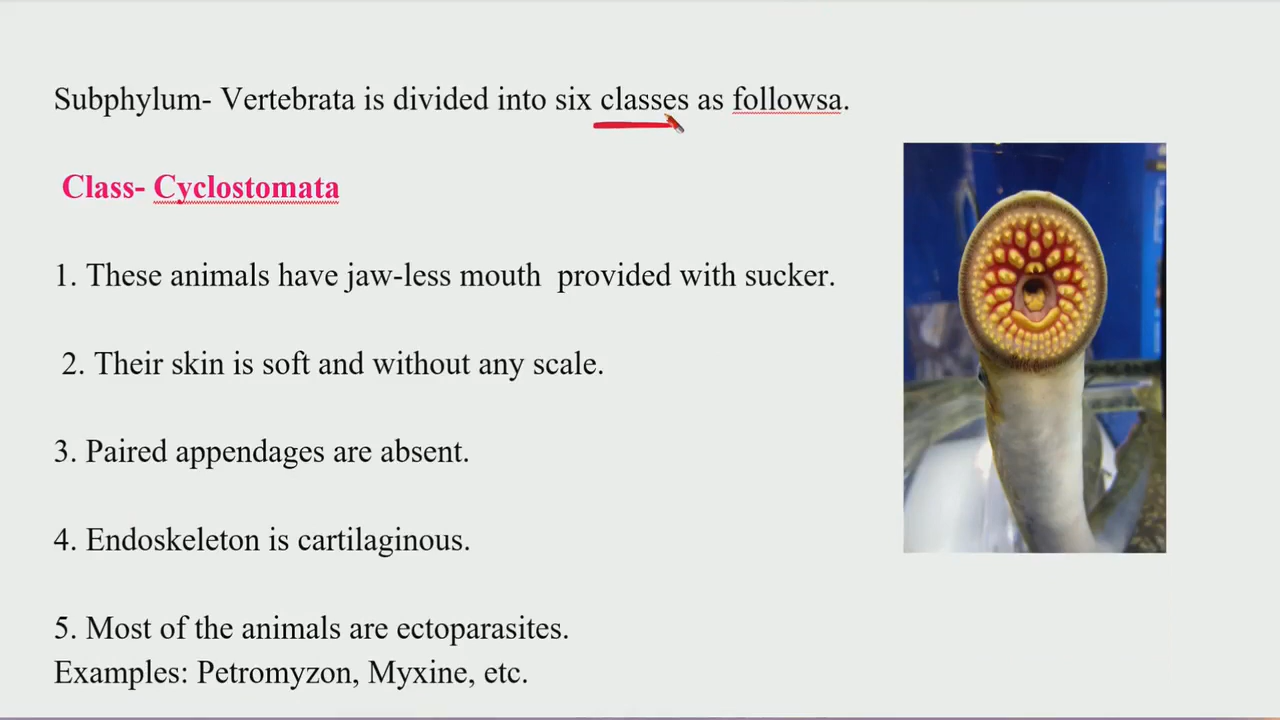 Subphylum- Vertebrata is divided into six classes as followsa.
Class- Cyclostomata
1. These animals have jaw-less mouth provided with sucker.
2. Their skin is soft and without any scale.
3. Paired appendages are absent.
4. Endoskeleton is cartilaginous.
5. Most of the animals are ectoparasites.
Examples: Petromyzon, Myxine, etc.